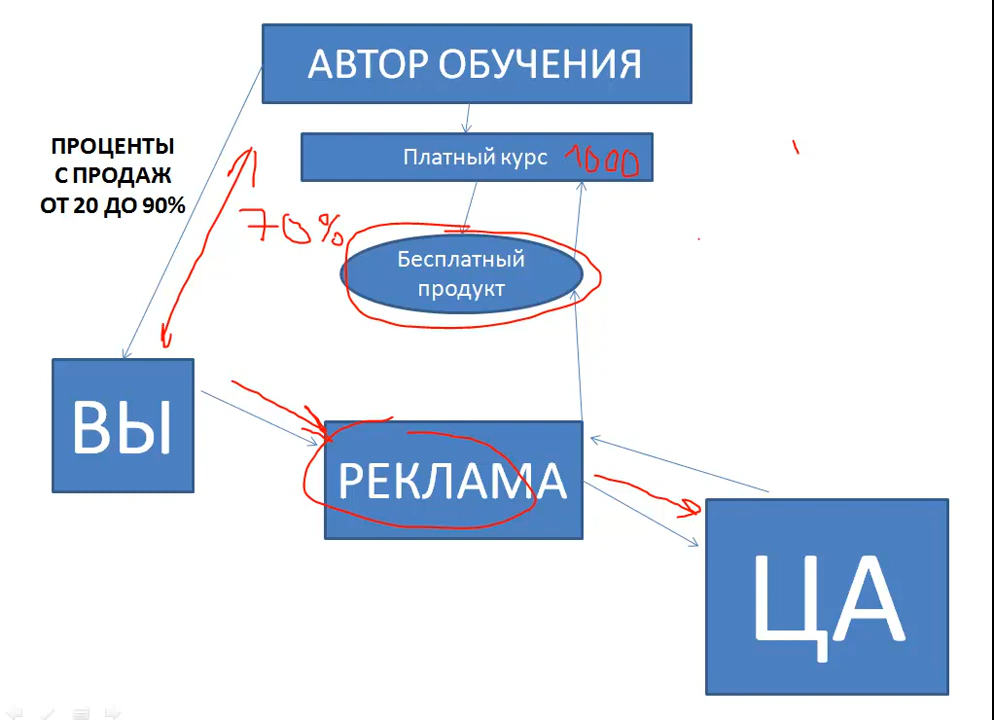 АВТОР ОБУЧЕНИЯ
ПРОЦЕНТЫ
С ПРОДАЖ
ОТ 20 ДО 90%
Платный курс 1000
70%
Бесплатный
продукт
ВЫ
РЕКЛАМА
ЦА